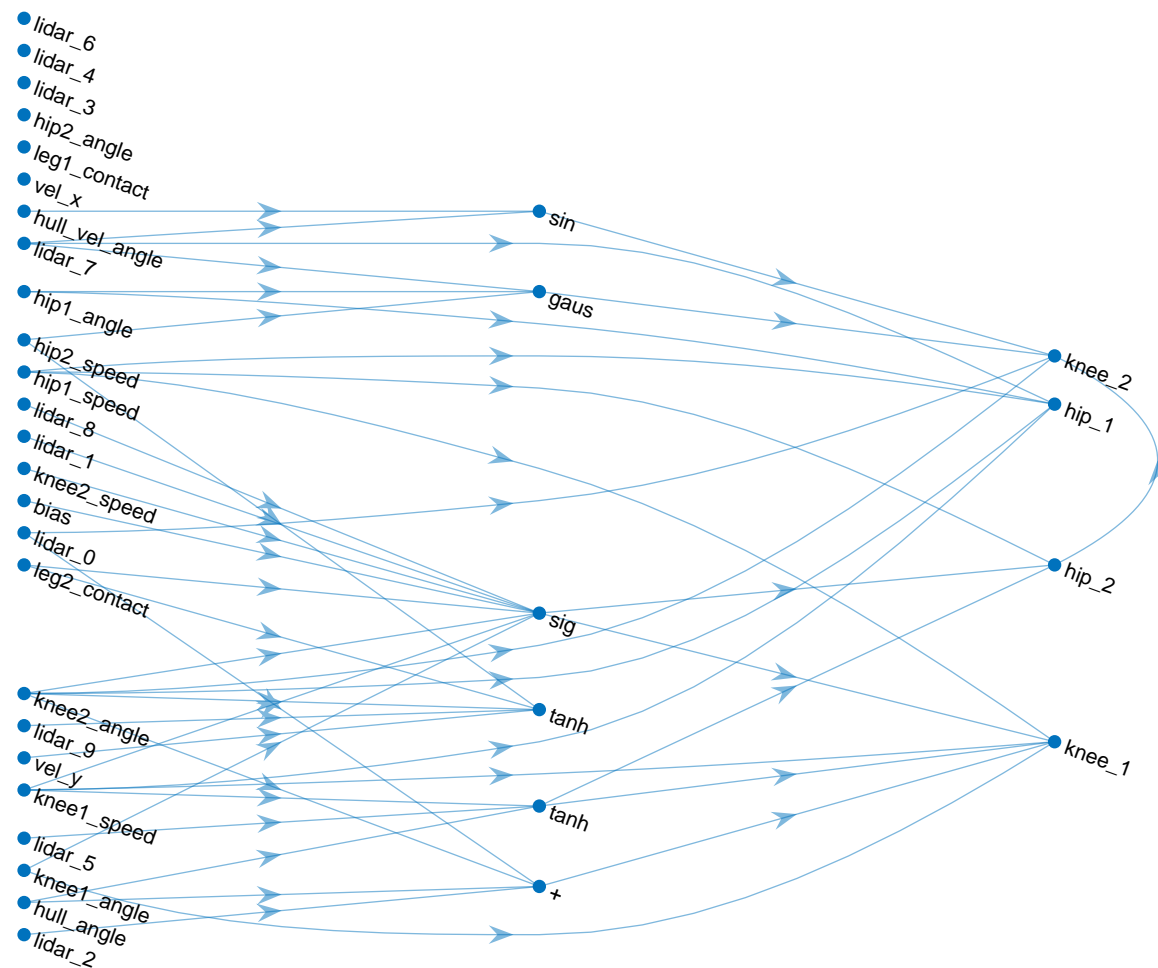 lidar_6
lidar_4
lidar_3
hip2_angle
leg1_contact
vel_x
hull_vel_angle
lidar_7
hip1_angle
hip2_speed
hip1_speed
lidar_8
lidar_1
knee2_speed
bias
lidar_0
leg2_contact
knee2_angle
lidar_9
vel_y
knee1_speed
lidar_5
knee1_angle
hull_angle
lidar_2
sin
gaus
sig
tanh
tanh
+
knee_2
hip_1
hip_2
knee_1